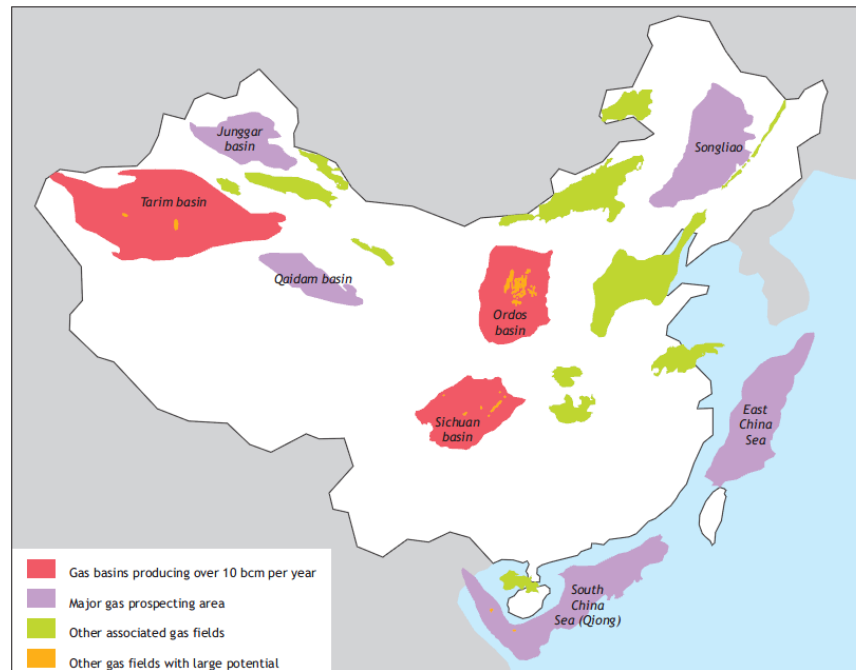 Junggar
basin
Songliao
Tarim basin
Qaidam basin
Ordos
basin
East
China
Sea
Sichuan
basin
South
China
Sea (Qiong)
Gas basins producing over 10 bcm per year
Major gas prospecting area
Other associated gas fields
Other gas fields with large potential